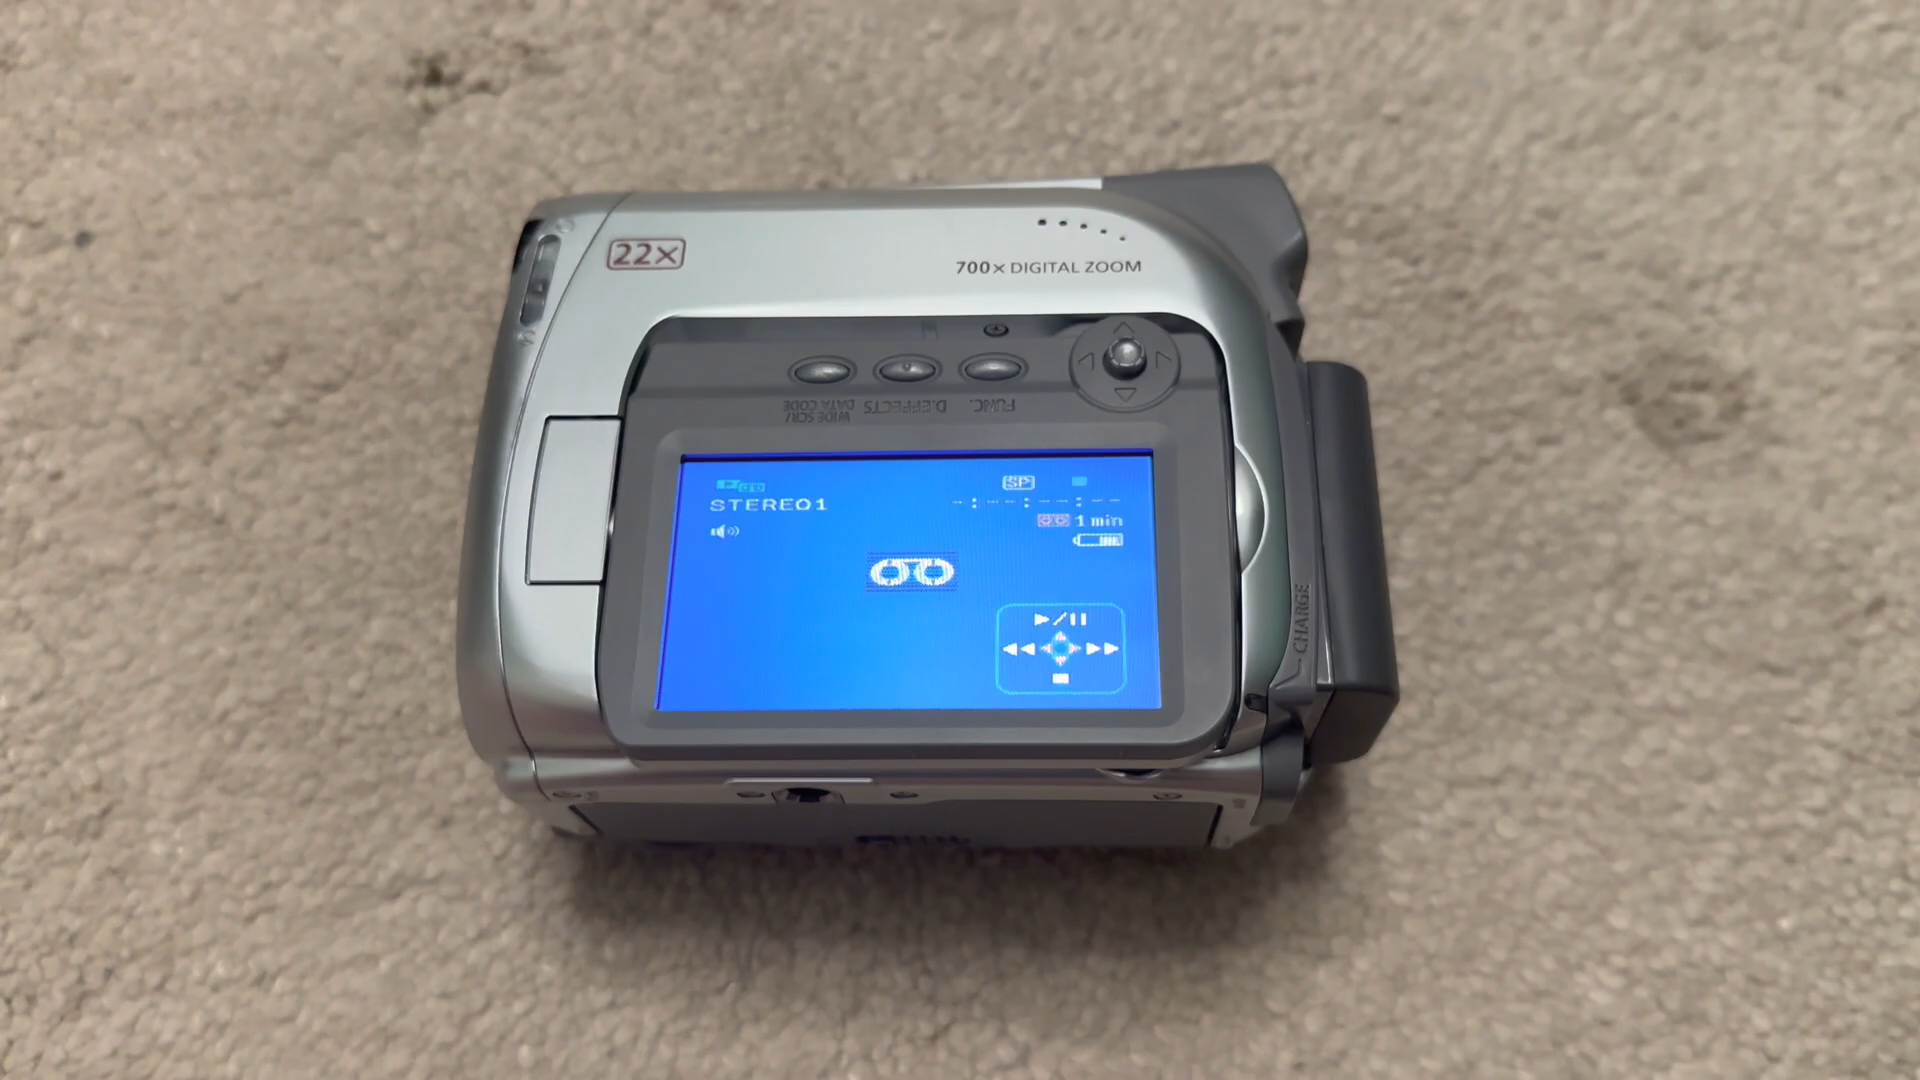 22x
700x DIGITAL ZOOM
WIDE SCR/
DATA CODE
D.EFFECTS
FUNC.
SP
STEREO1
- : - - : - - : - -
1 min
CHARGE